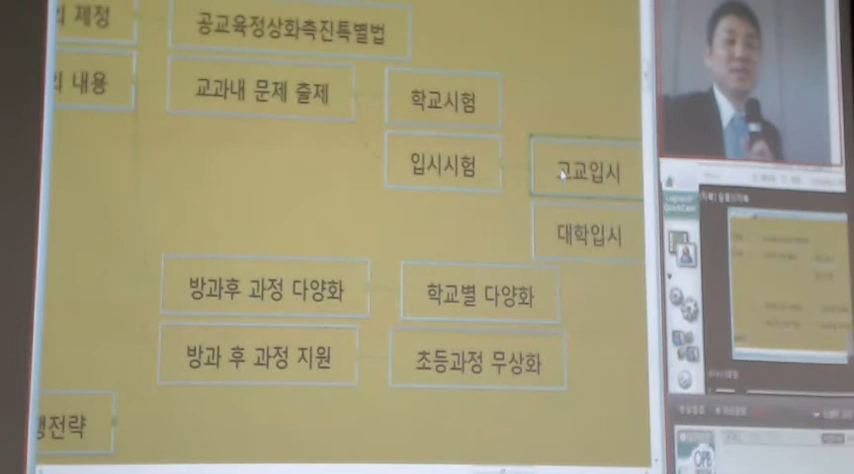 의 제정
공교육정상화촉진특별법
의 내용
교과내 문제 출제
학교시험
입시시험
고교입시
대학입시
방과후 과정 다양화
학교별 다양화
방과 후 과정 지원
초등과정 무상화
행전략